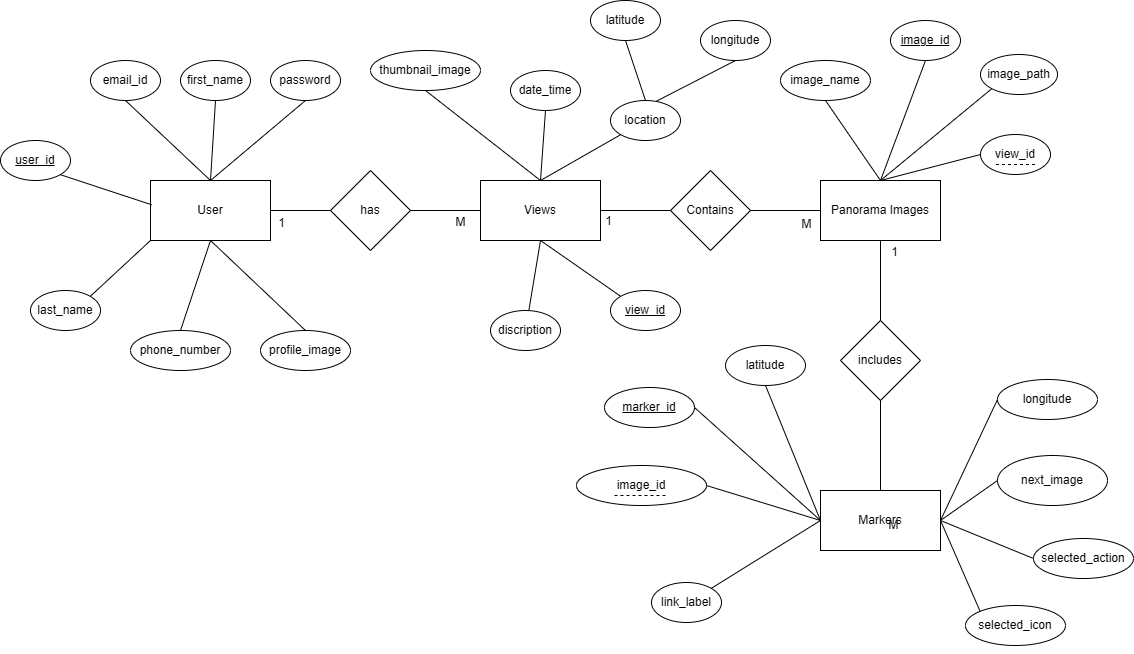 latitude
longitude
image_id
thumbnail_image
email_id
first_name
password
image_name
image_path
date_time
location
user_id
view_id
User
has
Views
Contains
Panorama Images
1
M
1
M
1
last_name
view_id
discription
phone_number
profile_image
includes
latitude
marker_id
longitude
image_id
next_image
Markers
M
selected_action
link_label
selected_icon